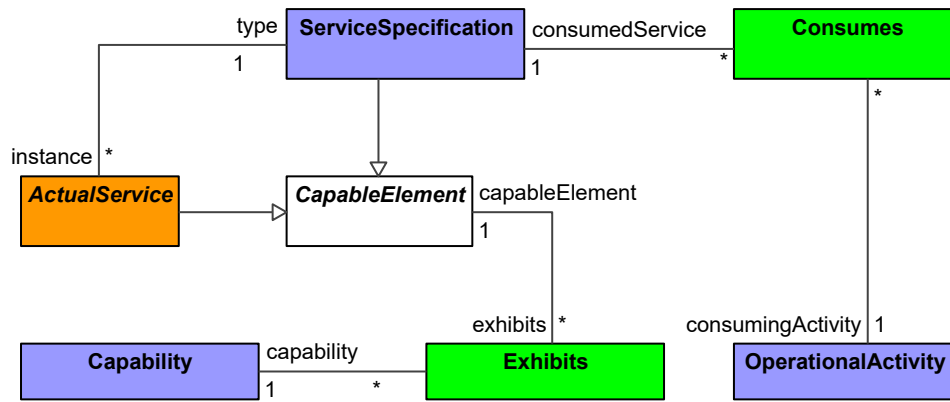 type
ServiceSpecification
consumedService
Consumes
1
1
*
*
instance
*
ActualService
CapableElement
capableElement
1
exhibits
*
consumingActivity
1
Capability
capability
1
*
Exhibits
OperationalActivity